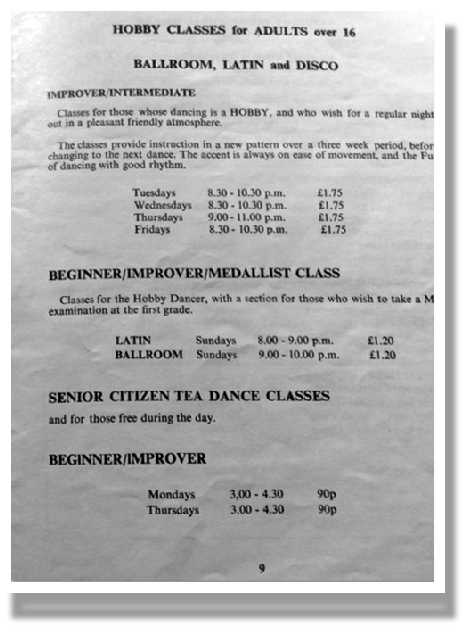 HOBBY CLASSES for ADULTS over 16
BALLROOM, LATIN and DISCO
IMPROVER/INTERMEDIATE
Classes for those whose dancing is a HOBBY, and who wish for a regular night
out in a pleasant friendly atmosphere.
The classes provide instruction in a new pattern over a three week period, befor
changing to the next dance. The accent is always on ease of movement, and the Fu
of dancing with good rhythm.
Tuesdays 8.30 - 10.30 p.m. £1.75
Wednesdays 8.30 - 10.30 p.m. £1.75
Thursdays 9.00 - 11.00 p.m. £1.75
Fridays 8.30 - 10.30 p.m. £1.75
BEGINNER/IMPROVER/MEDALLIST CLASS
Classes for the Hobby Dancer, with a section for those who wish to take a M
examination at the first grade.
LATIN Sundays 8.00 - 9.00 p.m. £1.20
BALLROOM Sundays 9.00 - 10.00 p.m. £1.20
SENIOR CITIZEN TEA DANCE CLASSES
and for those free during the day.
BEGINNER/IMPROVER
Mondays 3,00 - 4.30 90p
Thursdays 3.00 - 4.30 90p
9